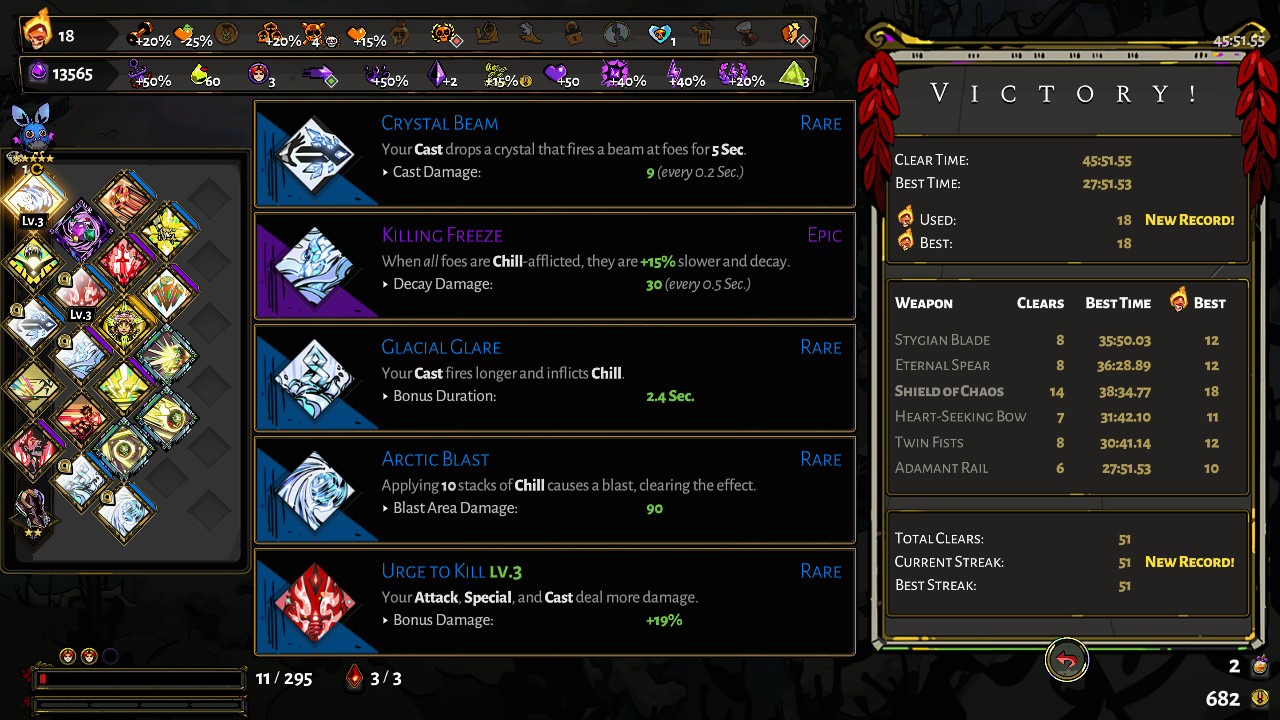 18
+20%
-25%
+20%
4
+15%
1
13565
+50%
60
3
+50%
+2
+15%
+50
+40%
+40%
+20%
3
45:51.55
VICTORY!
Lv.3
Lv.3
CRYSTAL BEAM RARE
Your Cast drops a crystal that fires a beam at foes for 5 Sec.
Cast Damage: 9 (every 0.2 Sec.)
KILLING FREEZE EPIC
When all foes are Chill-afflicted, they are +15% slower and decay.
Decay Damage: 30 (every 0.5 Sec.)
GLACIAL GLARE RARE
Your Cast fires longer and inflicts Chill.
Bonus Duration: 2.4 Sec.
ARCTIC BLAST RARE
Applying 10 stacks of Chill causes a blast, clearing the effect.
Blast Area Damage: 90
URGE TO KILL LV.3 RARE
Your Attack, Special, and Cast deal more damage.
Bonus Damage: +19%
11 / 295
3 / 3
CLEAR TIME: 45:51.55
BEST TIME: 27:51.53
USED: 18 NEW RECORD!
BEST: 18
WEAPON CLEARS BEST TIME BEST
STYGIAN BLADE 8 35:50.03 12
ETERNAL SPEAR 8 36:28.89 12
SHIELD OF CHAOS 14 38:34.77 18
HEART-SEEKING BOW 7 31:42.10 11
TWIN FISTS 8 30:41.14 12
ADAMANT RAIL 6 27:51.53 10
TOTAL CLEARS: 51
CURRENT STREAK: 51 NEW RECORD!
BEST STREAK: 51
2
682